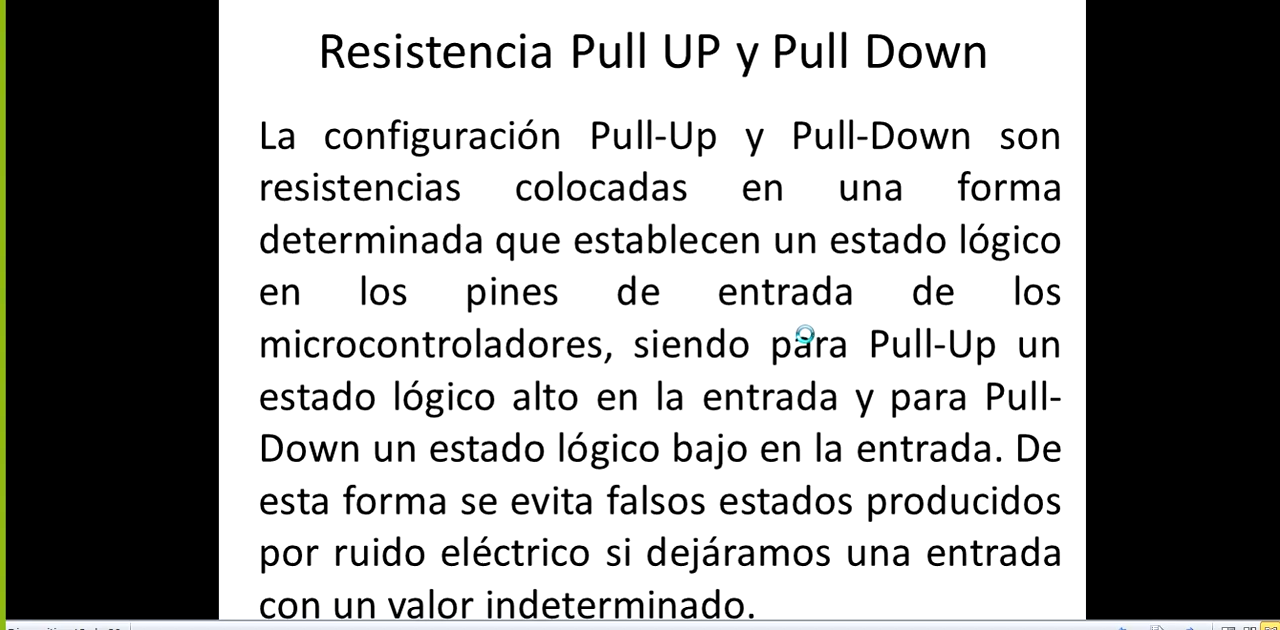 Resistencia Pull UP y Pull Down
La configuración Pull-Up y Pull-Down son
resistencias colocadas en una forma
determinada que establecen un estado lógico
en los pines de entrada de los
microcontroladores, siendo para Pull-Up un
estado lógico alto en la entrada y para Pull-
Down un estado lógico bajo en la entrada. De
esta forma se evita falsos estados producidos
por ruido eléctrico si dejáramos una entrada
con un valor indeterminado.